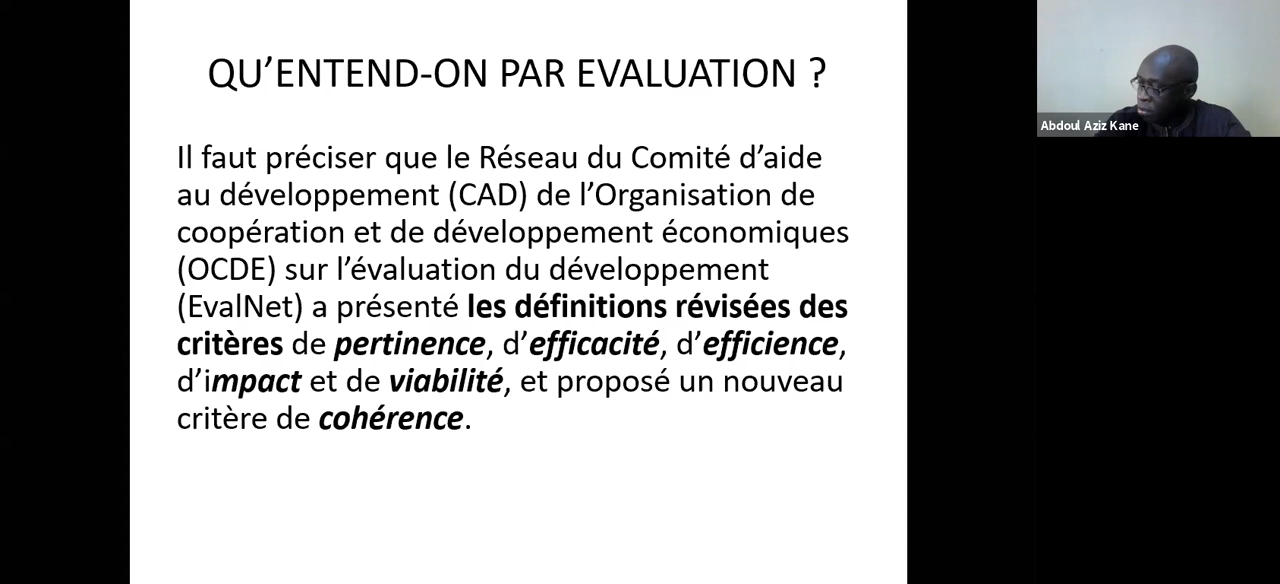 QU’ENTEND-ON PAR EVALUATION ?
Il faut préciser que le Réseau du Comité d’aide
au développement (CAD) de l’Organisation de
coopération et de développement économiques
(OCDE) sur l’évaluation du développement
(EvalNet) a présenté les définitions révisées des
critères de pertinence, d’efficacité, d’efficience,
d’impact et de viabilité, et proposé un nouveau
critère de cohérence.
Abdoul Aziz Kane